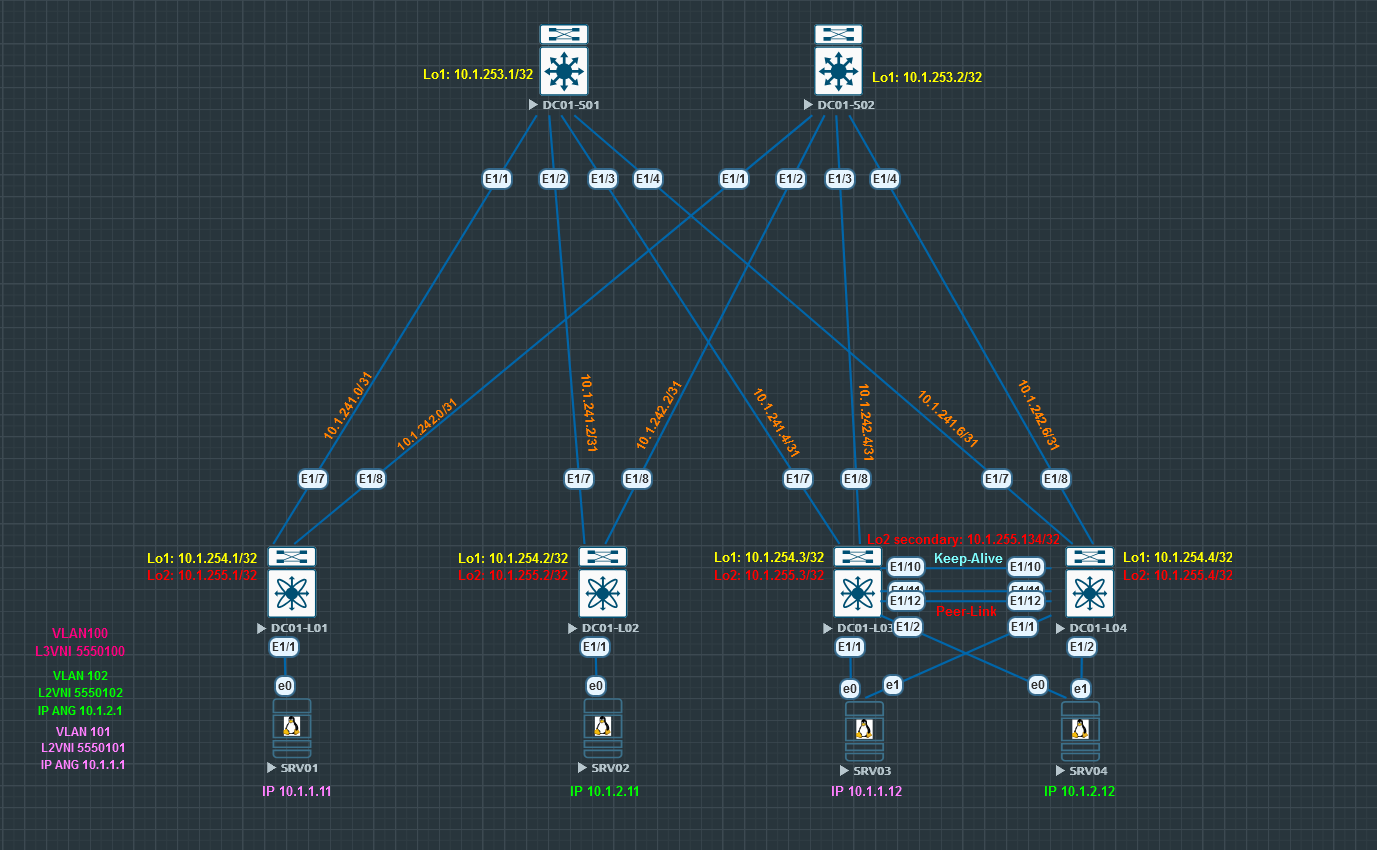 Lo1: 10.1.253.1/32
Lo1: 10.1.253.2/32
DC01-S01
DC01-S02
E1/1
E1/2
E1/3
E1/4
E1/1
E1/2
E1/3
E1/4
10.1.241.0/31
10.1.242.0/31
10.1.241.2/31
10.1.242.2/31
10.1.241.4/31
10.1.242.4/31
10.1.241.6/31
10.1.242.6/31
E1/7
E1/8
E1/7
E1/8
E1/7
E1/8
E1/7
E1/8
Lo2 secondary: 10.1.255.134/32
Lo1: 10.1.254.1/32
Lo2: 10.1.255.1/32
Lo1: 10.1.254.2/32
Lo2: 10.1.255.2/32
Lo1: 10.1.254.3/32
Lo2: 10.1.255.3/32
Keep-Alive
Lo1: 10.1.254.4/32
Lo2: 10.1.255.4/32
E1/10
E1/10
E1/11
E1/11
E1/12
E1/12
Peer-Link
DC01-L01
DC01-L02
DC01-L03
DC01-L04
E1/2
E1/1
VLAN100
L3VNI 5550100
E1/1
E1/1
E1/1
E1/2
VLAN 102
L2VNI 5550102
IP ANG 10.1.2.1
e0
e0
e0
e1
e0
e1
VLAN 101
L2VNI 5550101
IP ANG 10.1.1.1
SRV01
SRV02
SRV03
SRV04
IP 10.1.1.11
IP 10.1.2.11
IP 10.1.1.12
IP 10.1.2.12